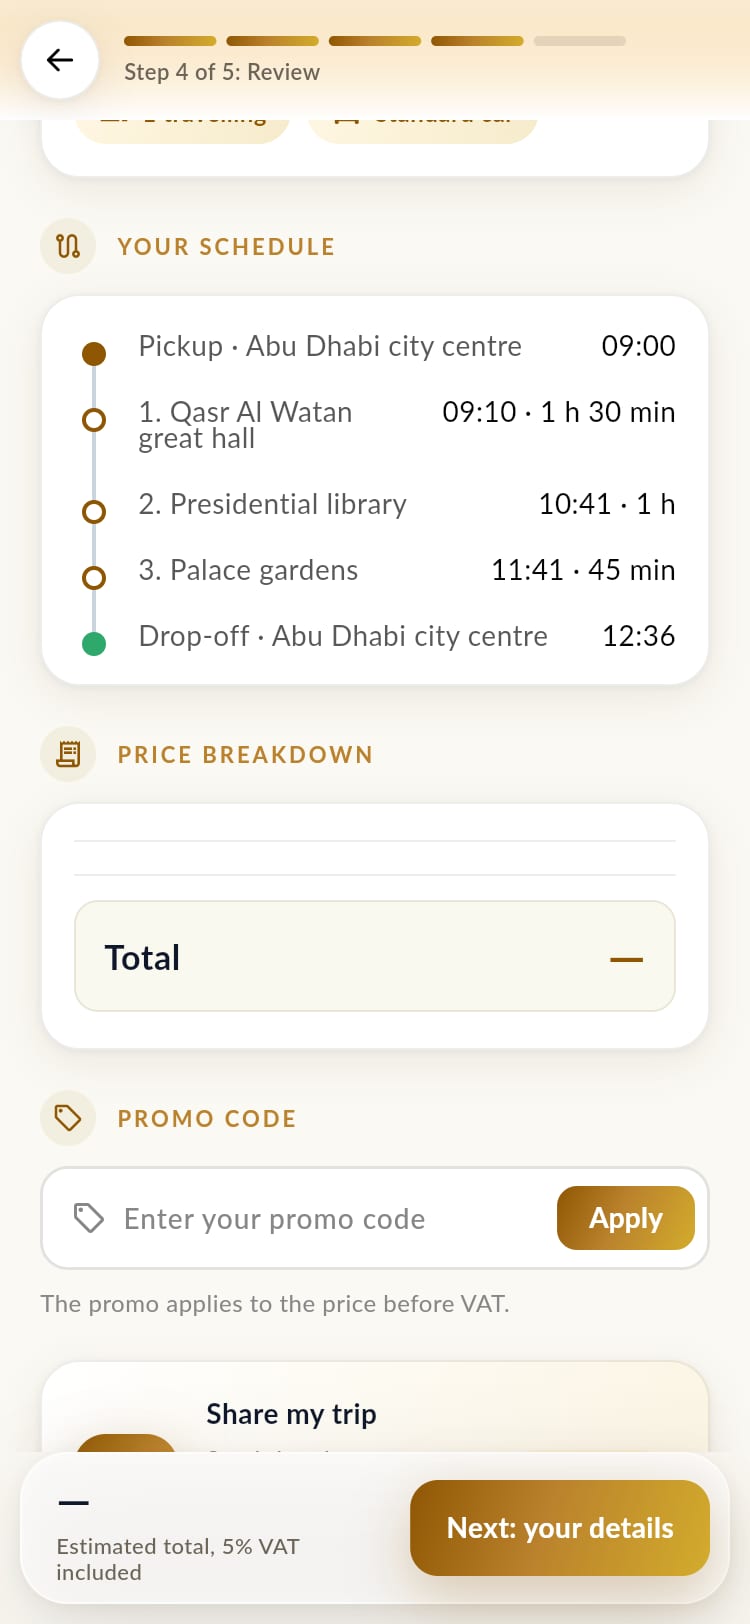 Step 4 of 5: Review
YOUR SCHEDULE
Pickup · Abu Dhabi city centre 09:00
1. Qasr Al Watan 09:10 · 1 h 30 min
great hall
2. Presidential library 10:41 · 1 h
3. Palace gardens 11:41 · 45 min
Drop-off · Abu Dhabi city centre 12:36
PRICE BREAKDOWN
Total —
PROMO CODE
Enter your promo code Apply
The promo applies to the price before VAT.
Share my trip
—
Estimated total, 5% VAT
included
Next: your details